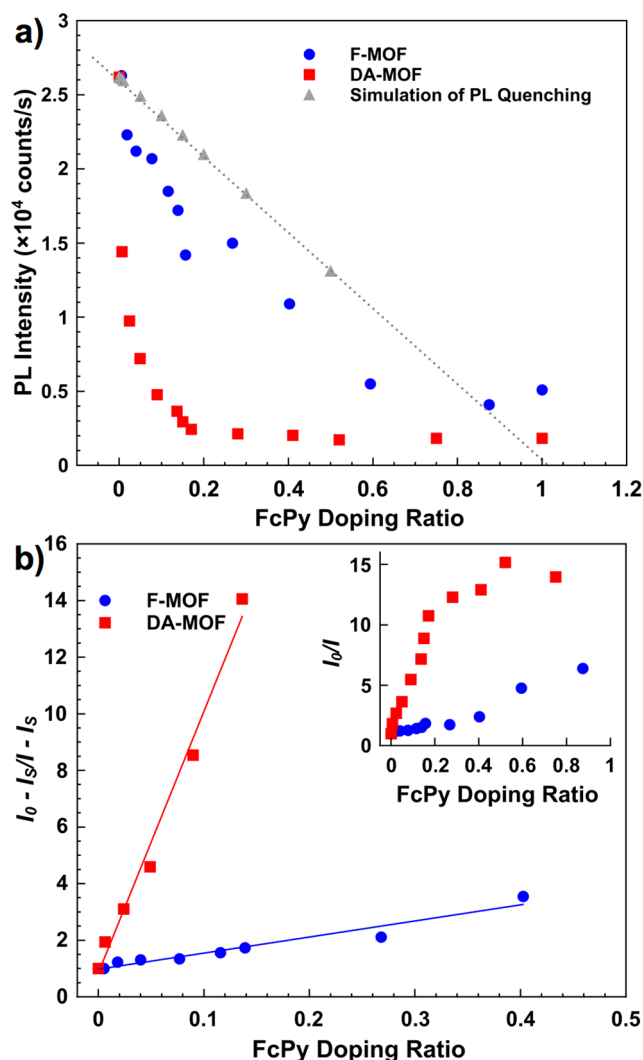 a)
F-MOF
DA-MOF
Simulation of PL Quenching
PL Intensity (×10⁴ counts/s)
3
2.5
2
1.5
1
0.5
0
0 0.2 0.4 0.6 0.8 1 1.2
FcPy Doping Ratio
b)
F-MOF
DA-MOF
I₀ - Iₛ/I - Iₛ
16
14
12
10
8
6
4
2
0
0 0.1 0.2 0.3 0.4 0.5
FcPy Doping Ratio
I₀/I
15
10
5
0
0 0.2 0.4 0.6 0.8 1
FcPy Doping Ratio